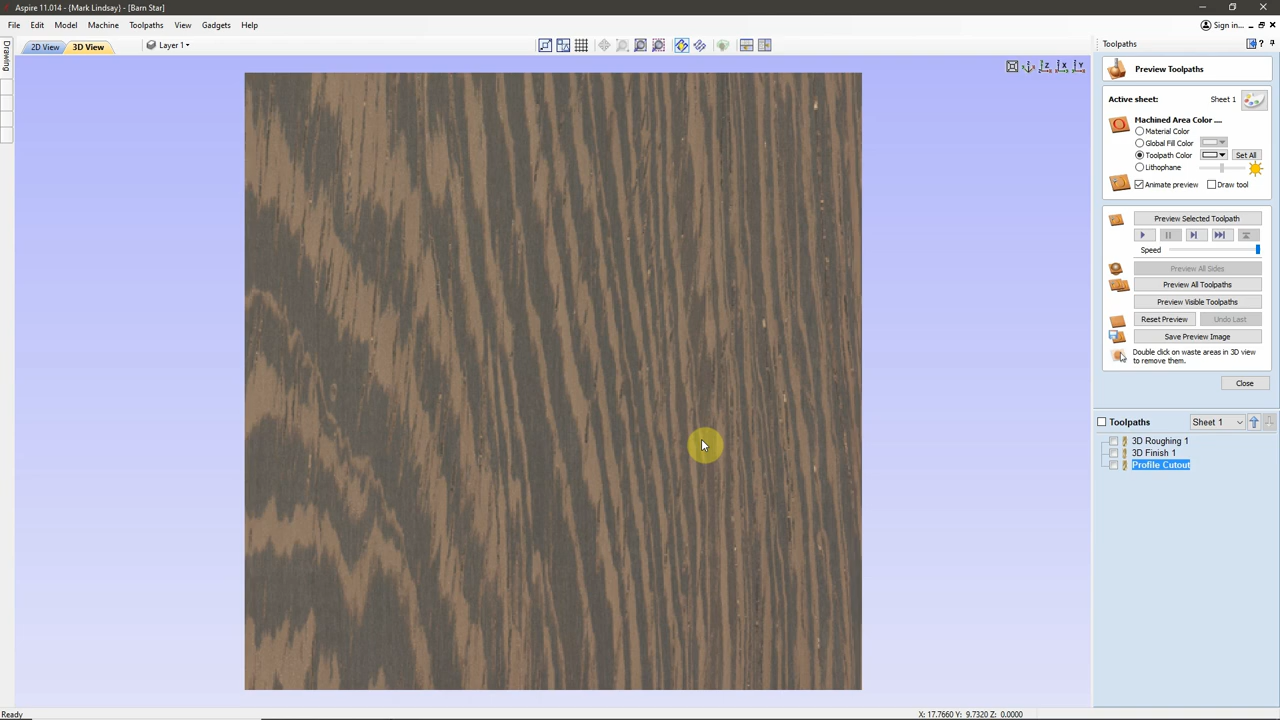 Aspire 11.014 - (Mark Lindsay) - [Barn Star]
File Edit Model Machine Toolpaths View Gadgets Help
Sign in...
2D View 3D View Layer 1
Drawing
Toolpaths
Preview Toolpaths
Active sheet: Sheet 1
Machined Area Color ....
Material Color
Global Fill Color
Toolpath Color Set All
Lithophane
Animate preview Draw tool
Preview Selected Toolpath
Speed
Preview All Sides
Preview All Toolpaths
Preview Visible Toolpaths
Reset Preview Undo Last
Save Preview Image
Double click on waste areas in 3D view
to remove them.
Close
Toolpaths Sheet 1
3D Roughing 1
3D Finish 1
Profile Cutout
Ready X: 17.7660 Y: 9.7320 Z: 0.0000